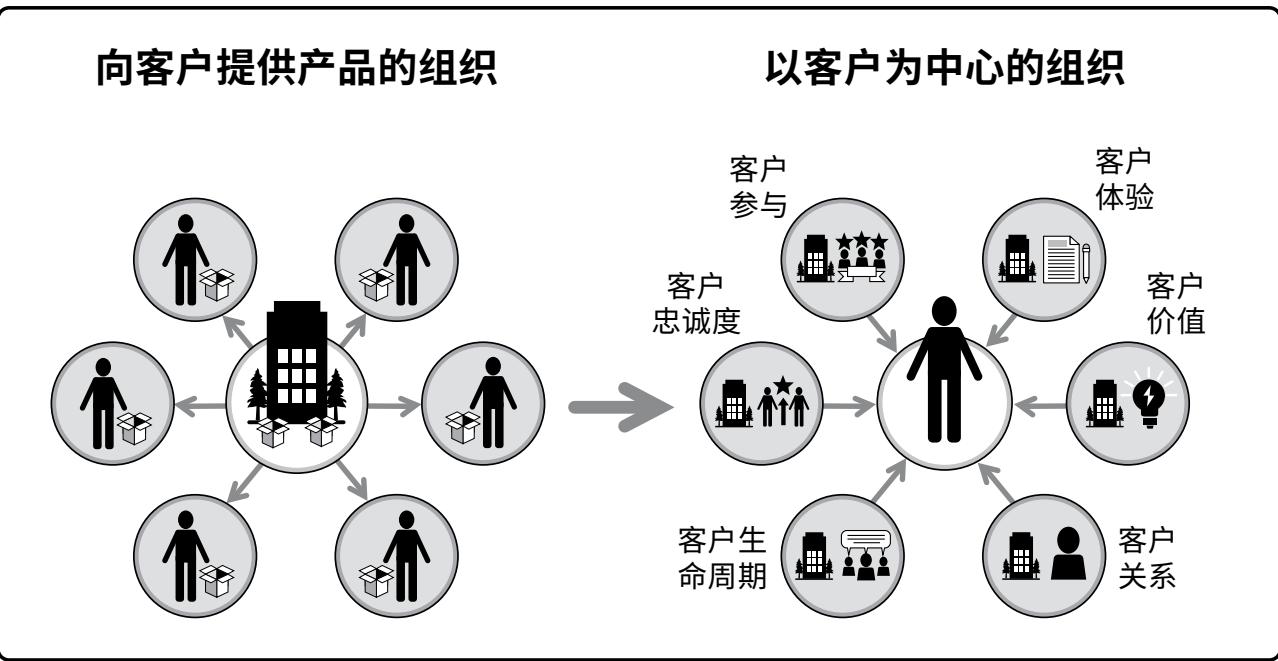 向客户提供产品的组织
以客户为中心的组织
客户
参与
客户
体验
客户
忠诚度
客户
价值
客户生
命周期
客户
关系